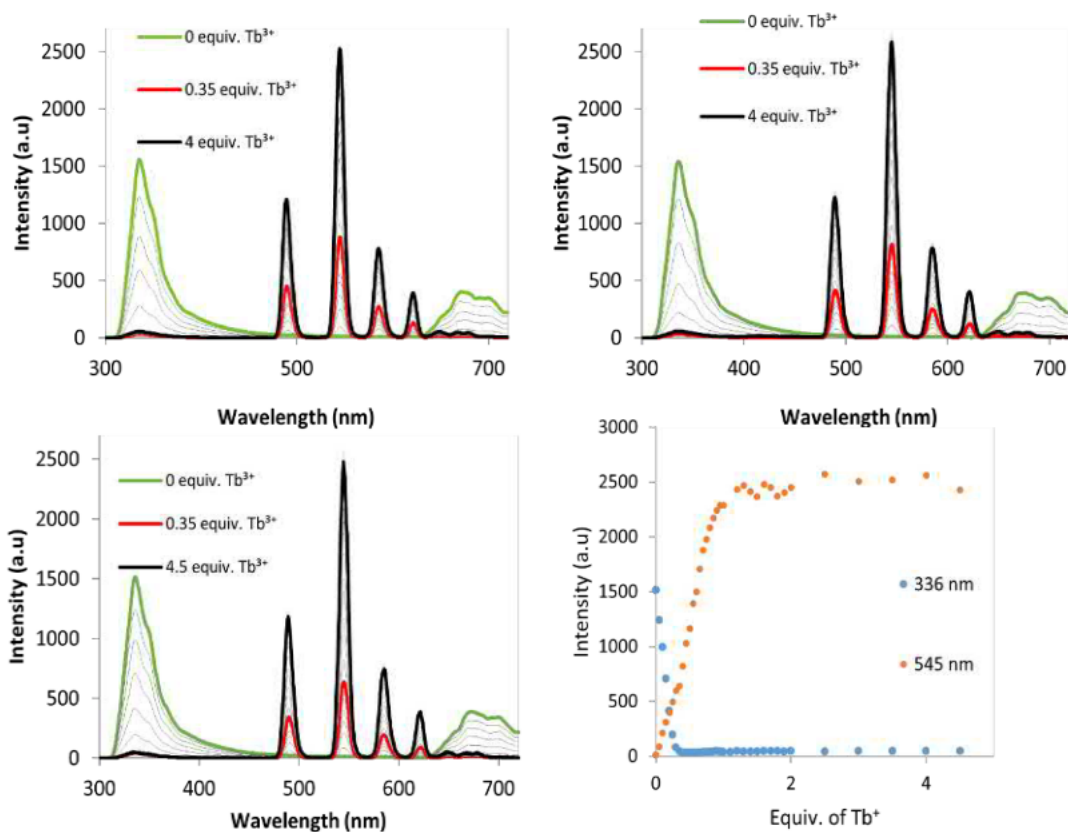 2500
2000
1500
1000
500
0
Intensity (a.u)
0 equiv. Tb³⁺
0.35 equiv. Tb³⁺
4 equiv. Tb³⁺
300 500 700
Wavelength (nm)
2500
2000
1500
1000
500
0
Intensity (a.u)
0 equiv. Tb³⁺
0.35 equiv. Tb³⁺
4 equiv. Tb³⁺
300 400 500 600 700
Wavelength (nm)
2500
2000
1500
1000
500
0
Intensity (a.u)
0 equiv. Tb³⁺
0.35 equiv. Tb³⁺
4.5 equiv. Tb³⁺
300 400 500 600 700
Wavelength (nm)
3000
2500
2000
1500
1000
500
0
Intensity (a.u)
336 nm
545 nm
0 2 4
Equiv. of Tb⁺